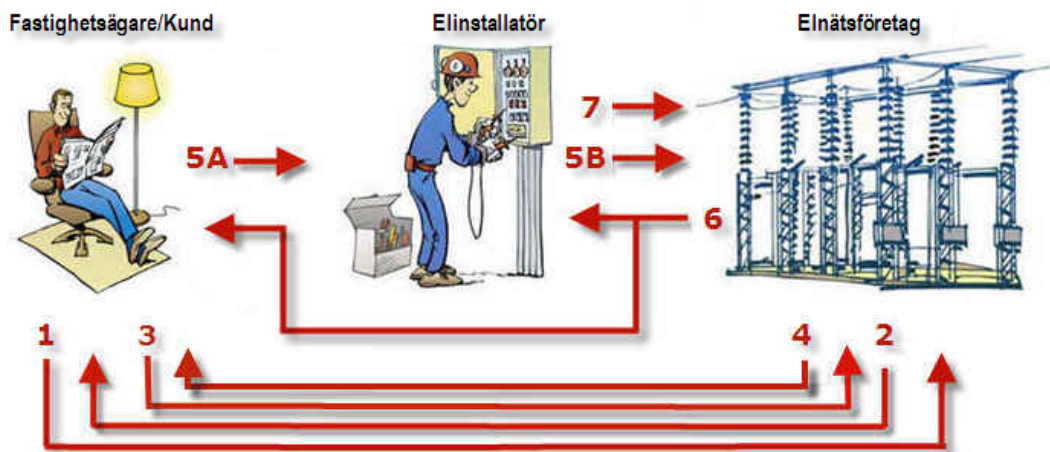 Fastighetsägare/Kund
Elinstallatör
Elnätsföretag
7
5A
5B
6
1
3
4
2